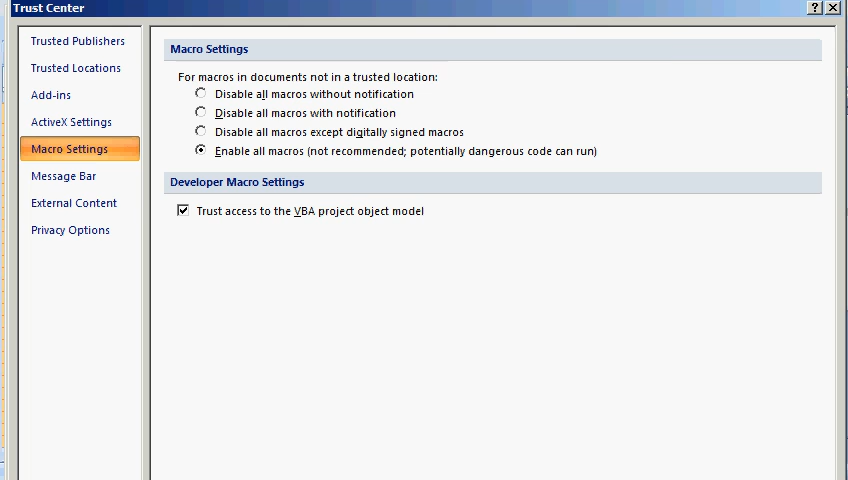 Trust Center
Trusted Publishers
Trusted Locations
Add-ins
ActiveX Settings
Macro Settings
Message Bar
External Content
Privacy Options
Macro Settings
For macros in documents not in a trusted location:
Disable all macros without notification
Disable all macros with notification
Disable all macros except digitally signed macros
Enable all macros (not recommended; potentially dangerous code can run)
Developer Macro Settings
Trust access to the VBA project object model